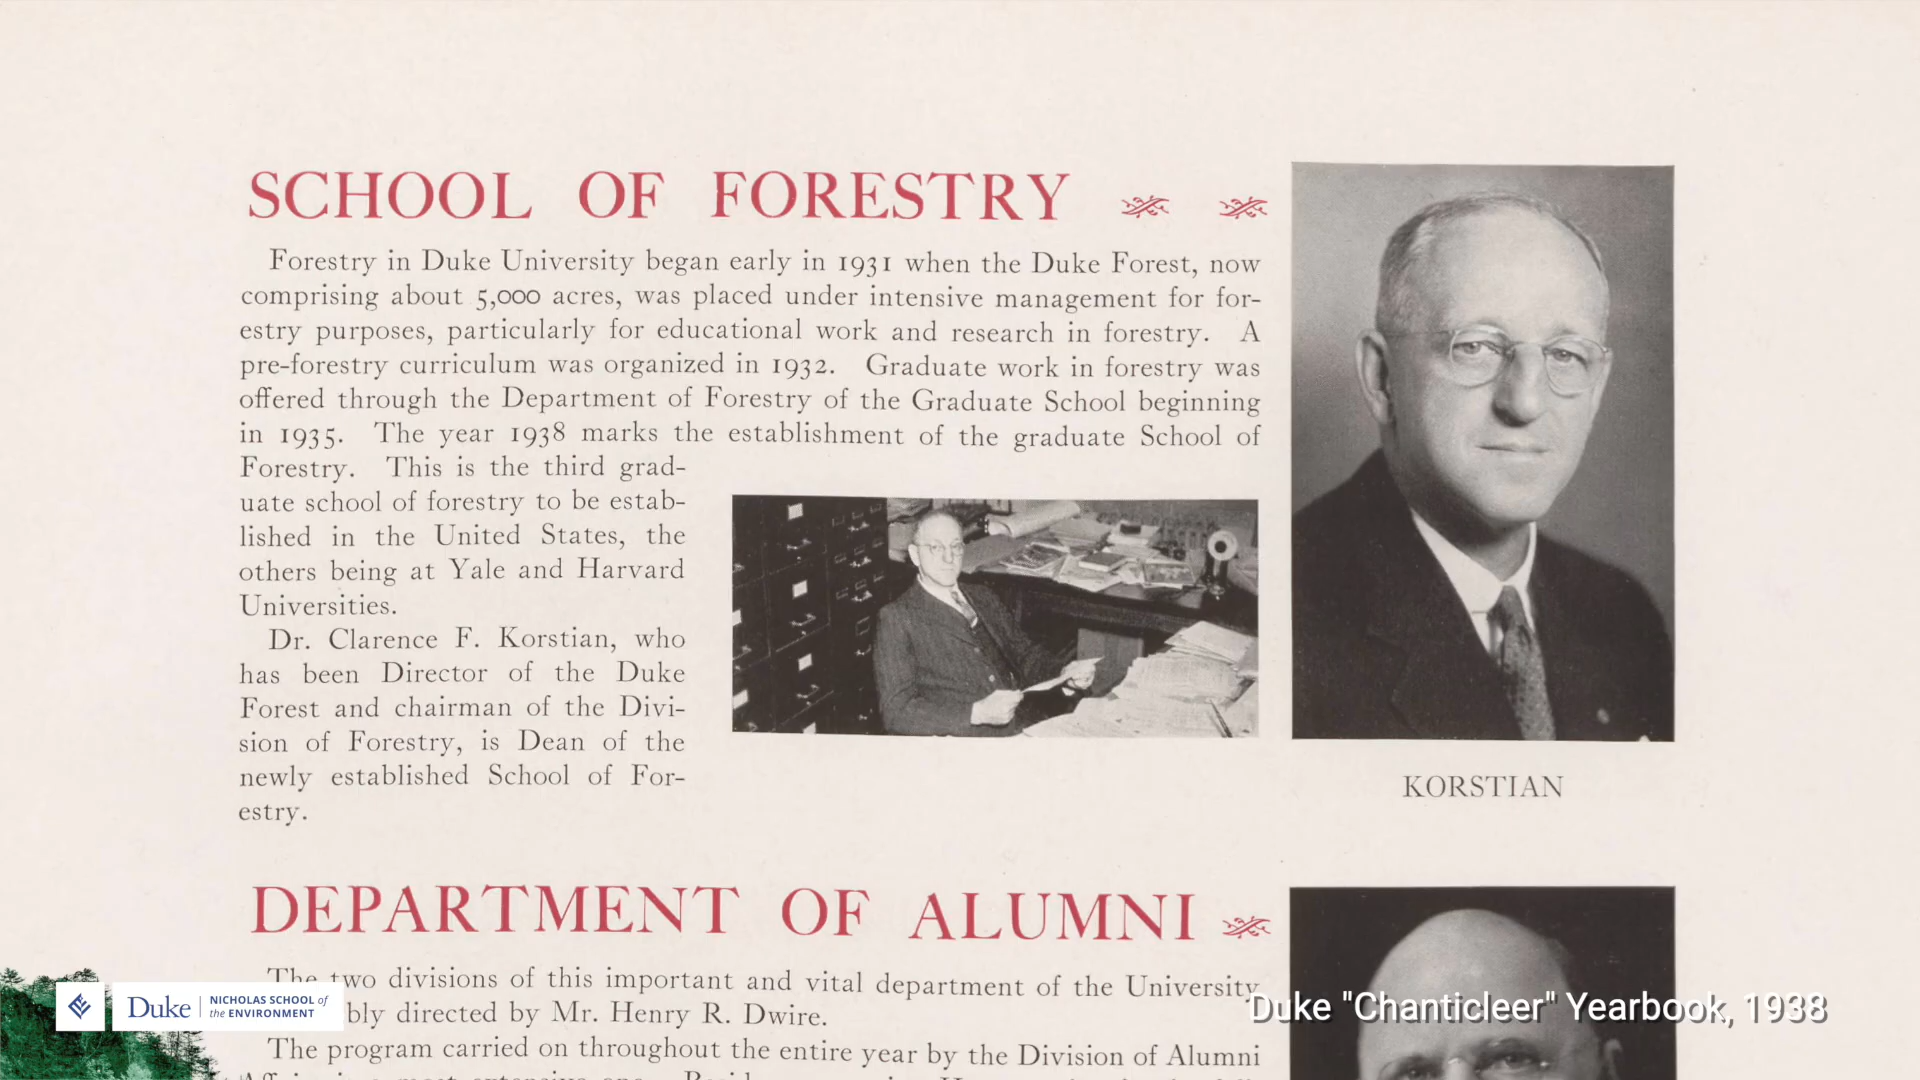 SCHOOL OF FORESTRY
Forestry in Duke University began early in 1931 when the Duke Forest, now
comprising about 5,000 acres, was placed under intensive management for for-
estry purposes, particularly for educational work and research in forestry. A
pre-forestry curriculum was organized in 1932. Graduate work in forestry was
offered through the Department of Forestry of the Graduate School beginning
in 1935. The year 1938 marks the establishment of the graduate School of
Forestry. This is the third grad-
uate school of forestry to be estab-
lished in the United States, the
others being at Yale and Harvard
Universities.
Dr. Clarence F. Korstian, who
has been Director of the Duke
Forest and chairman of the Divi-
sion of Forestry, is Dean of the
newly established School of For-
estry.
KORSTIAN
DEPARTMENT OF ALUMNI
The two divisions of this important and vital department of the University
bly directed by Mr. Henry R. Dwire.
The program carried on throughout the entire year by the Division of Alumni
Duke NICHOLAS SCHOOL of
the ENVIRONMENT
Duke "Chanticleer" Yearbook, 1938